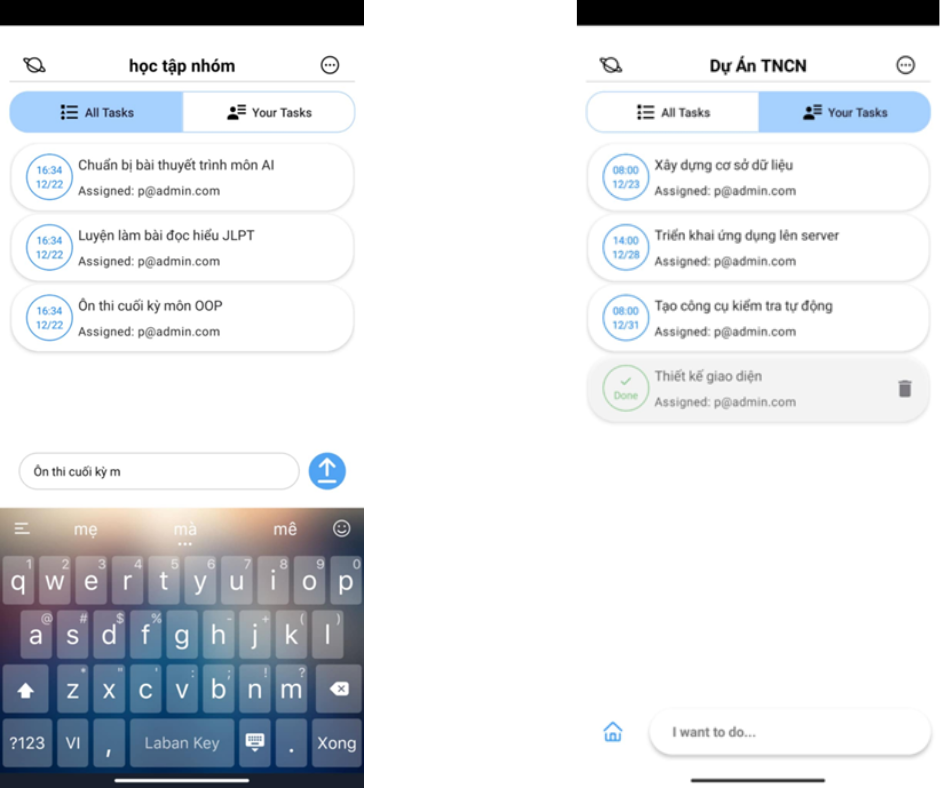 học tập nhóm
All Tasks
Your Tasks
16:34
12/22
Chuẩn bị bài thuyết trình môn AI
Assigned: p@admin.com
16:34
12/22
Luyện làm bài đọc hiểu JLPT
Assigned: p@admin.com
16:34
12/22
Ôn thi cuối kỳ môn OOP
Assigned: p@admin.com
Ôn thi cuối kỳ m
mẹ mà mê
1 2 3 4 5 6 7 8 9 0
q w e r t y u i o p
@ # $ % - + ( )
a s d f g h j k l
* " ' : ; ! ?
z x c v b n m
?123 VI , Laban Key . Xong
Dự Án TNCN
All Tasks
Your Tasks
08:00
12/23
Xây dựng cơ sở dữ liệu
Assigned: p@admin.com
14:00
12/28
Triển khai ứng dụng lên server
Assigned: p@admin.com
08:00
12/31
Tạo công cụ kiểm tra tự động
Assigned: p@admin.com
Done
Thiết kế giao diện
Assigned: p@admin.com
I want to do...